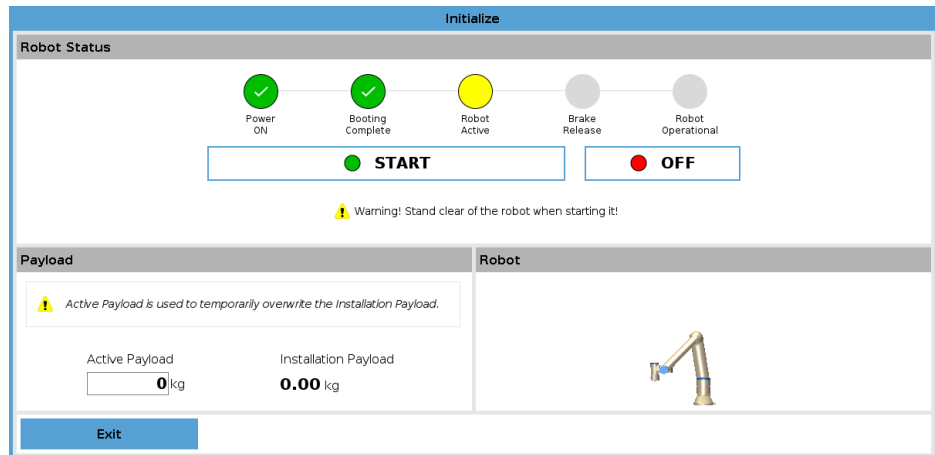 Initialize
Robot Status
Power
ON
Booting
Complete
Robot
Active
Brake
Release
Robot
Operational
START
OFF
Warning! Stand clear of the robot when starting it!
Payload
Robot
Active Payload is used to temporarily overwrite the Installation Payload.
Active Payload
Installation Payload
0 kg
0.00 kg
Exit